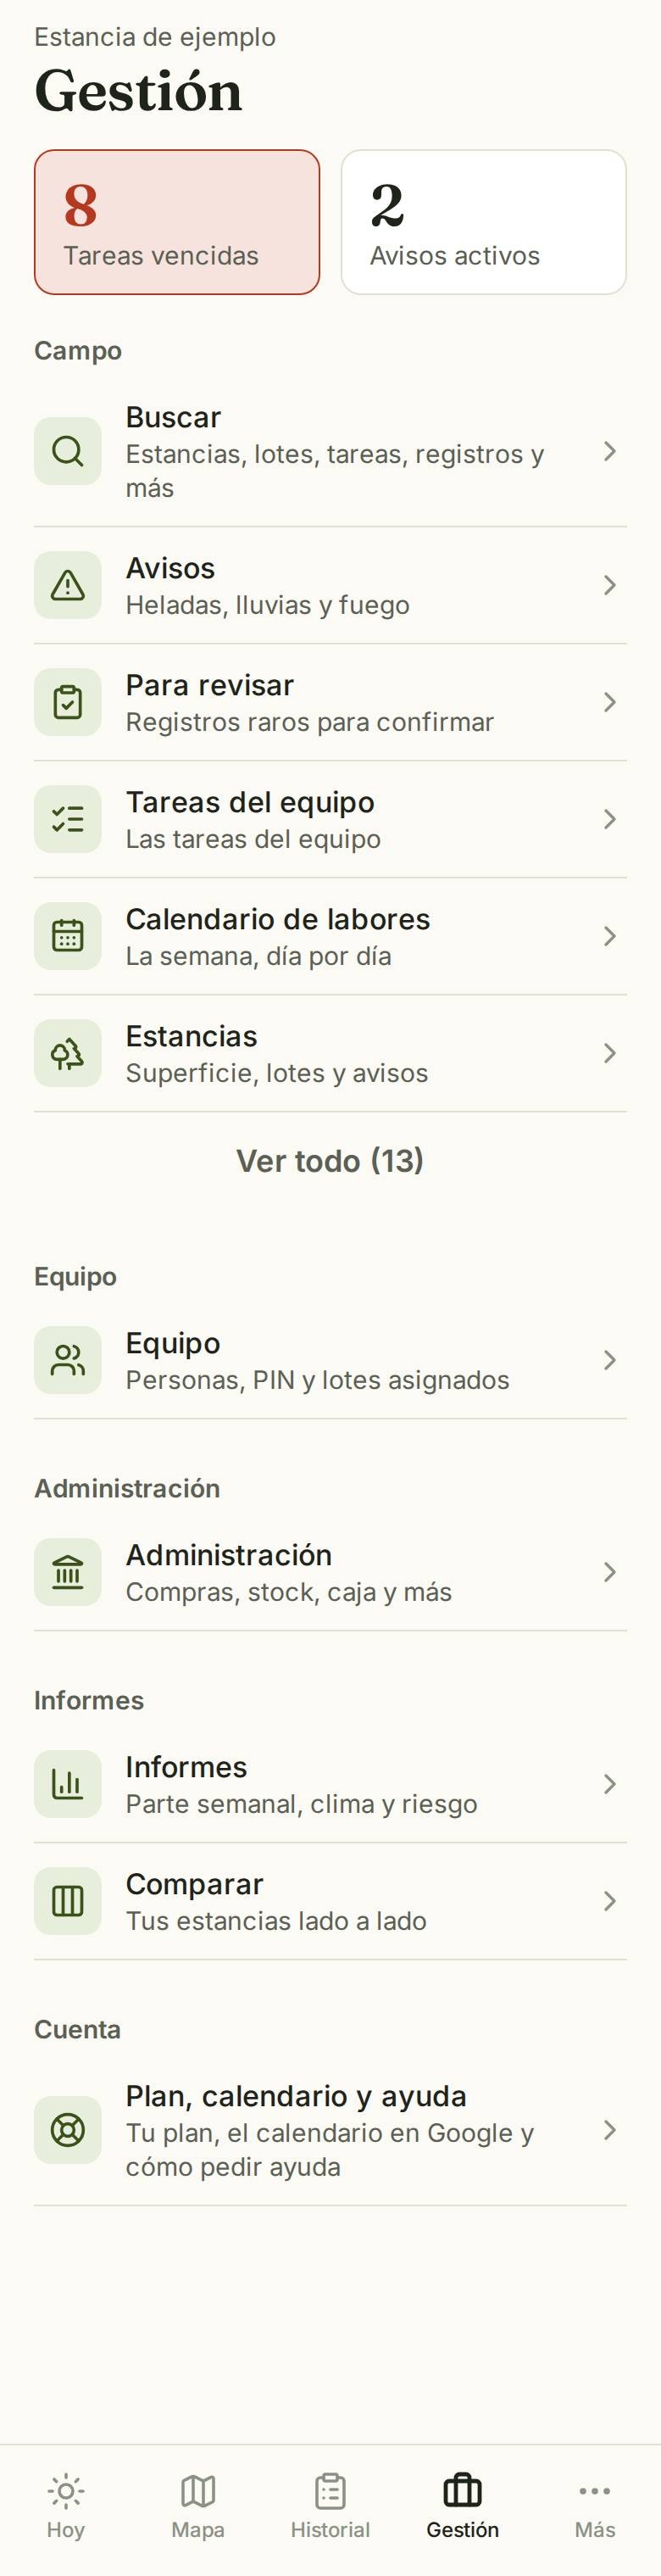 Estancia de ejemplo
Gestión
8
Tareas vencidas
2
Avisos activos
Campo
Buscar
Estancias, lotes, tareas, registros y
más
Avisos
Heladas, lluvias y fuego
Para revisar
Registros raros para confirmar
Tareas del equipo
Las tareas del equipo
Calendario de labores
La semana, día por día
Estancias
Superficie, lotes y avisos
Ver todo (13)
Equipo
Equipo
Personas, PIN y lotes asignados
Administración
Administración
Compras, stock, caja y más
Informes
Informes
Parte semanal, clima y riesgo
Comparar
Tus estancias lado a lado
Cuenta
Plan, calendario y ayuda
Tu plan, el calendario en Google y
cómo pedir ayuda
Hoy
Mapa
Historial
Gestión
Más